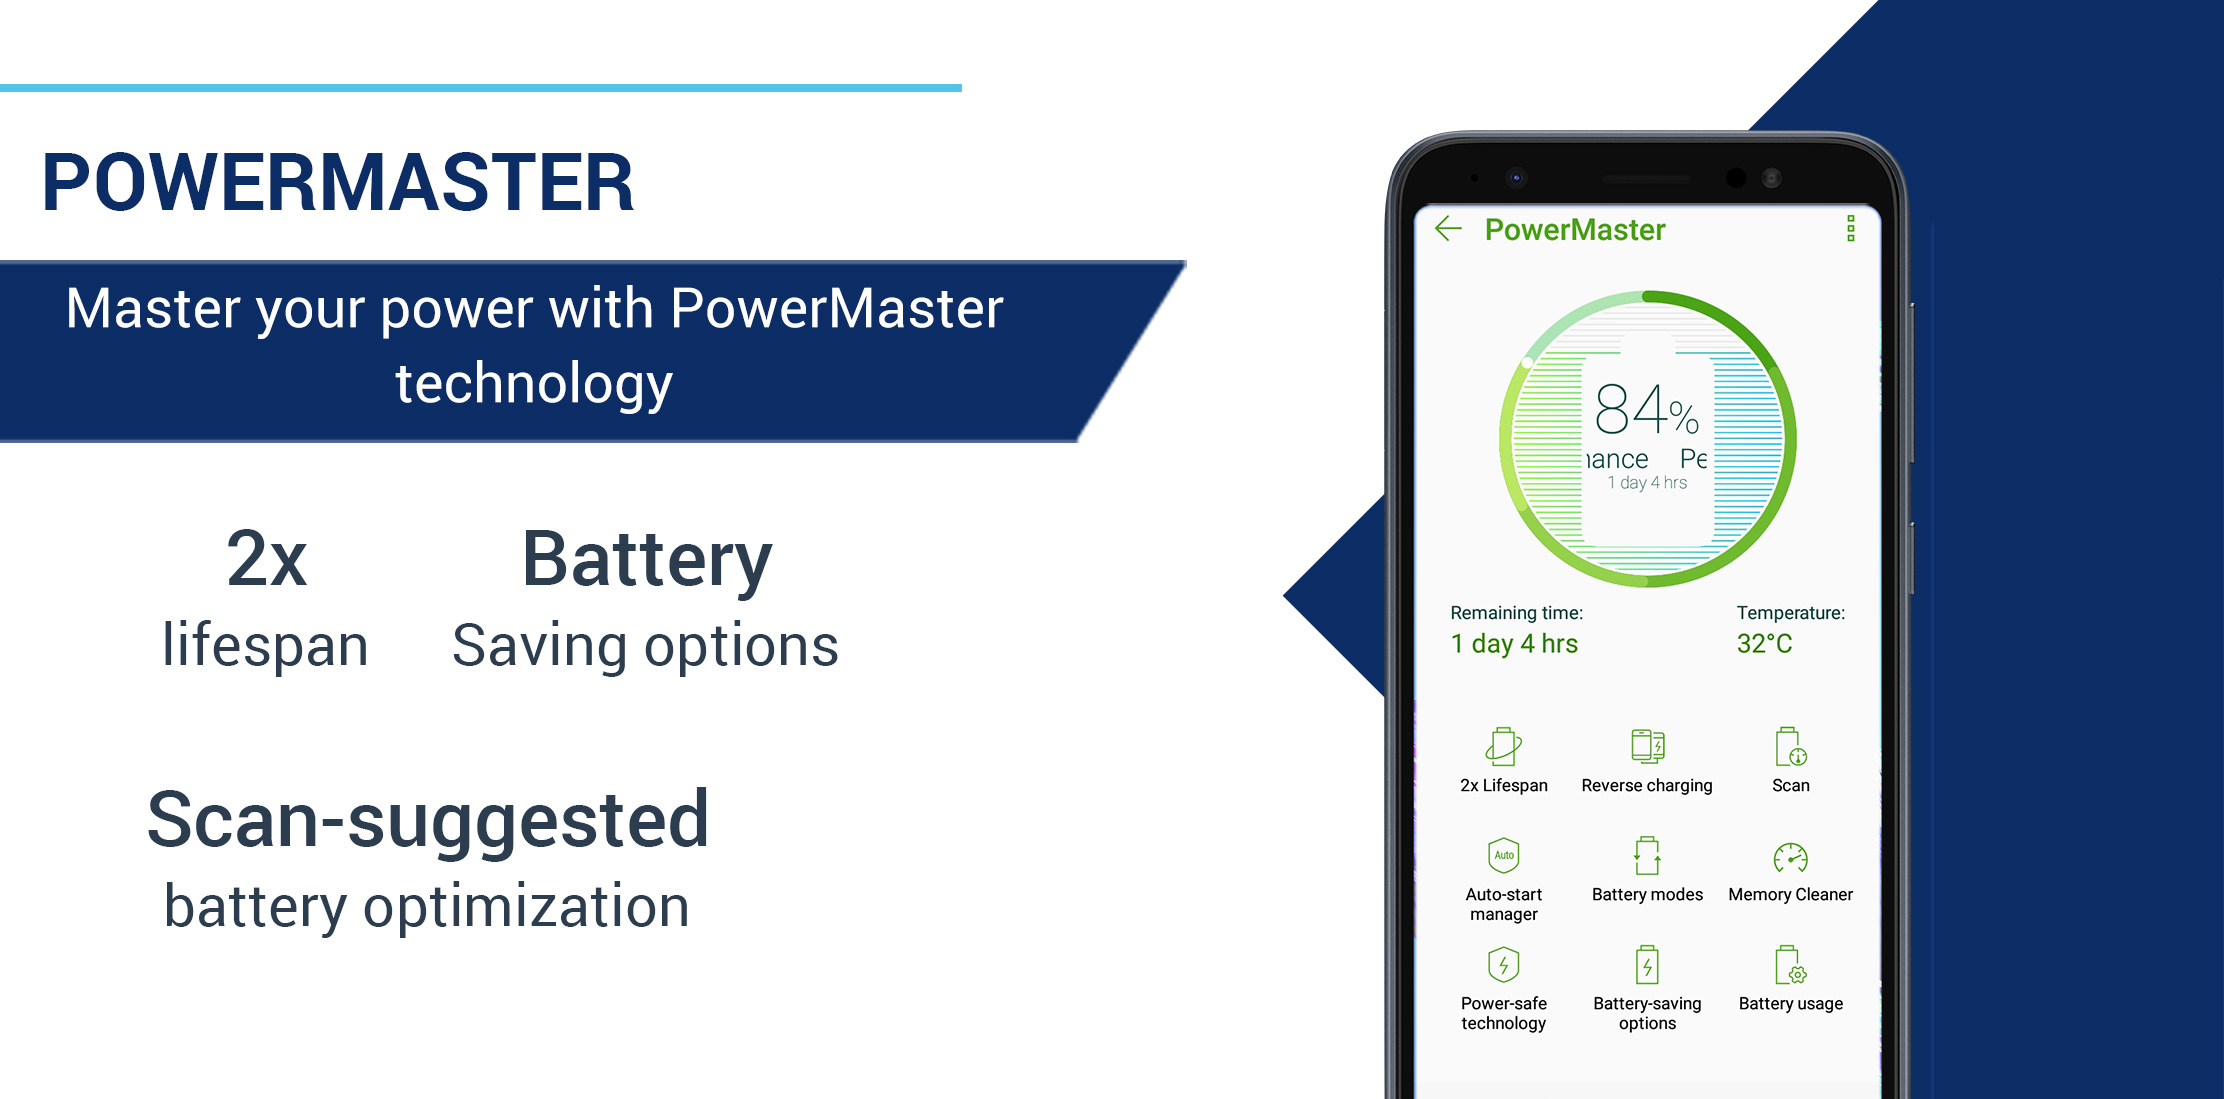 POWERMASTER
Master your power with PowerMaster
technology
2x
lifespan
Battery
Saving options
Scan-suggested
battery optimization
PowerMaster
84%
Pe
1 day 4 hrs
Remaining time:
1 day 4 hrs
Temperature:
32°C
2x Lifespan
Reverse charging
Scan
Auto
Auto-start
manager
Battery modes
Memory Cleaner
Power-safe
technology
Battery-saving
options
Battery usage